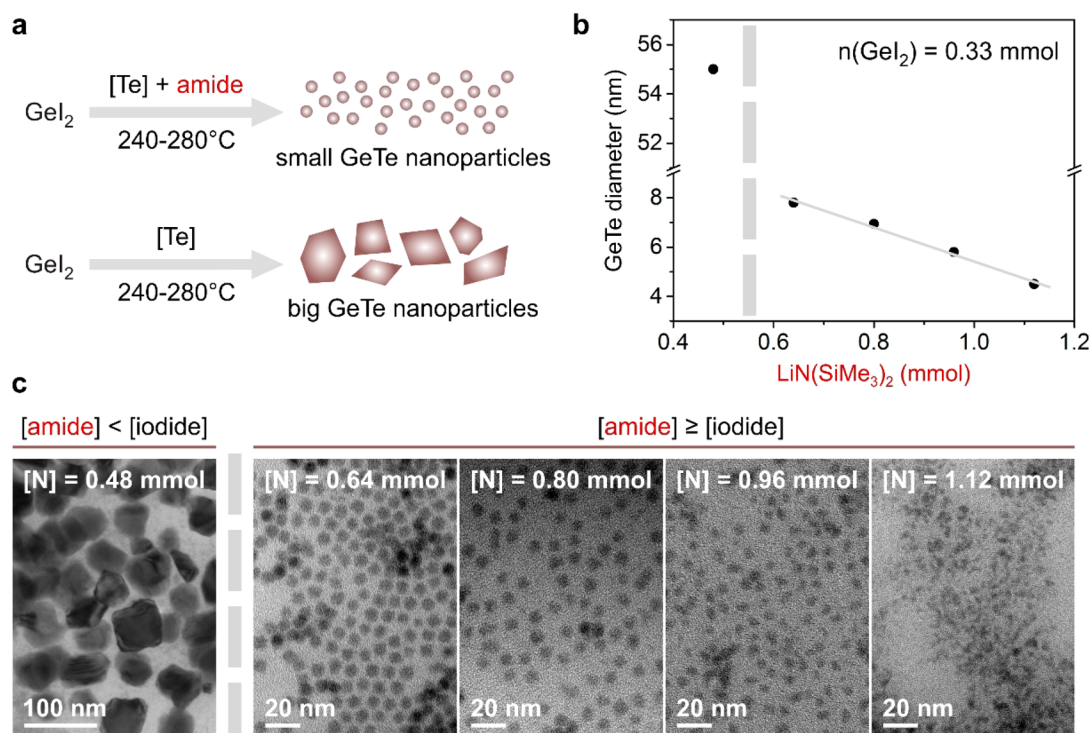 a
GeI₂
[Te] + amide
240-280°C
small GeTe nanoparticles
GeI₂
[Te]
240-280°C
big GeTe nanoparticles
b
n(GeI₂) = 0.33 mmol
GeTe diameter (nm)
56
54
52
8
6
4
0.4 0.6 0.8 1.0 1.2
LiN(SiMe₃)₂ (mmol)
c
[amide] < [iodide]
[amide] ≥ [iodide]
[N] = 0.48 mmol
100 nm
[N] = 0.64 mmol
20 nm
[N] = 0.80 mmol
20 nm
[N] = 0.96 mmol
20 nm
[N] = 1.12 mmol
20 nm